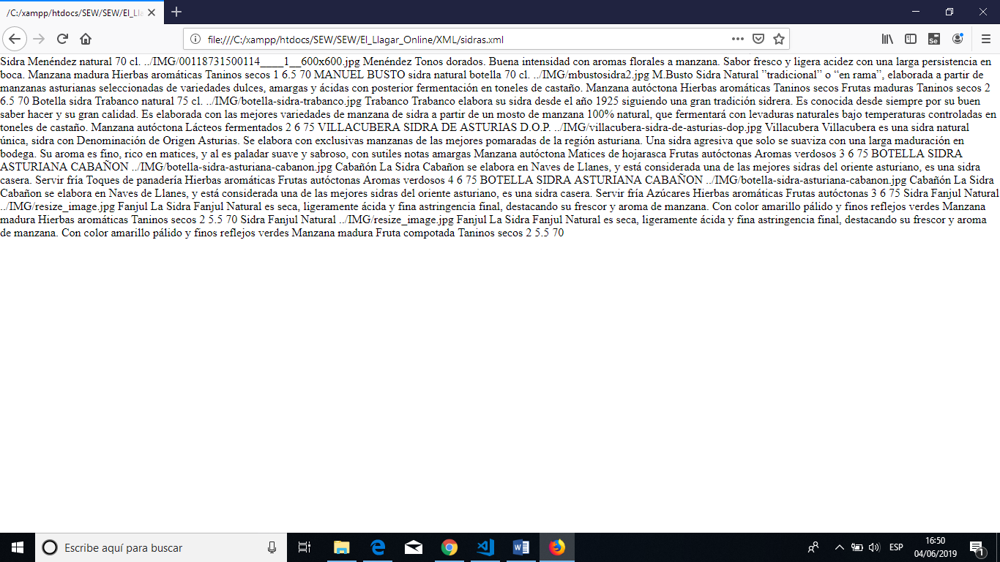 /C:/xampp/htdocs/SEW/SEW/El_Lla
file:///C:/xampp/htdocs/SEW/SEW/El_Llagar_Online/XML/sidras.xml
Sidra Menéndez natural 70 cl. ../IMG/00118731500114____1__600x600.jpg Menéndez Tonos dorados. Buena intensidad con aromas florales a manzana. Sabor fresco y ligera acidez con una larga persistencia en
boca. Manzana madura Hierbas aromáticas Taninos secos 1 6.5 70 MANUEL BUSTO sidra natural botella 70 cl. ../IMG/mbustosidra2.jpg M.Busto Sidra Natural ”tradicional” o “en rama”, elaborada a partir de
manzanas asturianas seleccionadas de variedades dulces, amargas y ácidas con posterior fermentación en toneles de castaño. Manzana autóctona Hierbas aromáticas Taninos secos Frutas maduras Taninos secos 2
6.5 70 Botella sidra Trabanco natural 75 cl. ../IMG/botella-sidra-trabanco.jpg Trabanco Trabanco elabora su sidra desde el año 1925 siguiendo una gran tradición sidrera. Es conocida desde siempre por su buen
saber hacer y su gran calidad. Es elaborada con las mejores variedades de manzana de sidra a partir de un mosto de manzana 100% natural, que fermentará con levaduras naturales bajo temperaturas controladas en
toneles de castaño. Manzana autóctona Lácteos fermentados 2 6 75 VILLACUBERA SIDRA DE ASTURIAS D.O.P. ../IMG/villacubera-sidra-de-asturias-dop.jpg Villacubera Villacubera es una sidra natural
única, sidra con Denominación de Origen Asturias. Se elabora con exclusivas manzanas de las mejores pomaradas de la región asturiana. Una sidra agresiva que solo se suaviza con una larga maduración en
bodega. Su aroma es fino, rico en matices, y al es paladar suave y sabroso, con sutiles notas amargas Manzana autóctona Matices de hojarasca Frutas autóctonas Aromas verdosos 3 6 75 BOTELLA SIDRA
ASTURIANA CABAÑON ../IMG/botella-sidra-asturiana-cabanon.jpg Cabañón La Sidra Cabañon se elabora en Naves de Llanes, y está considerada una de las mejores sidras del oriente asturiano, es una sidra
casera. Servir fría Toques de panadería Hierbas aromáticas Frutas autóctonas Aromas verdosos 4 6 75 BOTELLA SIDRA ASTURIANA CABAÑON ../IMG/botella-sidra-asturiana-cabanon.jpg Cabañón La Sidra
Cabañon se elabora en Naves de Llanes, y está considerada una de las mejores sidras del oriente asturiano, es una sidra casera. Servir fría Azúcares Hierbas aromáticas Frutas autóctonas 3 6 75 Sidra Fanjul Natural
../IMG/resize_image.jpg Fanjul La Sidra Fanjul Natural es seca, ligeramente ácida y fina astringencia final, destacando su frescor y aroma de manzana. Con color amarillo pálido y finos reflejos verdes Manzana
madura Hierbas aromáticas Taninos secos 2 5.5 70 Sidra Fanjul Natural ../IMG/resize_image.jpg Fanjul La Sidra Fanjul Natural es seca, ligeramente ácida y fina astringencia final, destacando su frescor y aroma
de manzana. Con color amarillo pálido y finos reflejos verdes Manzana madura Fruta compotada Taninos secos 2 5.5 70
Escribe aquí para buscar
ESP
16:50
04/06/2019
1